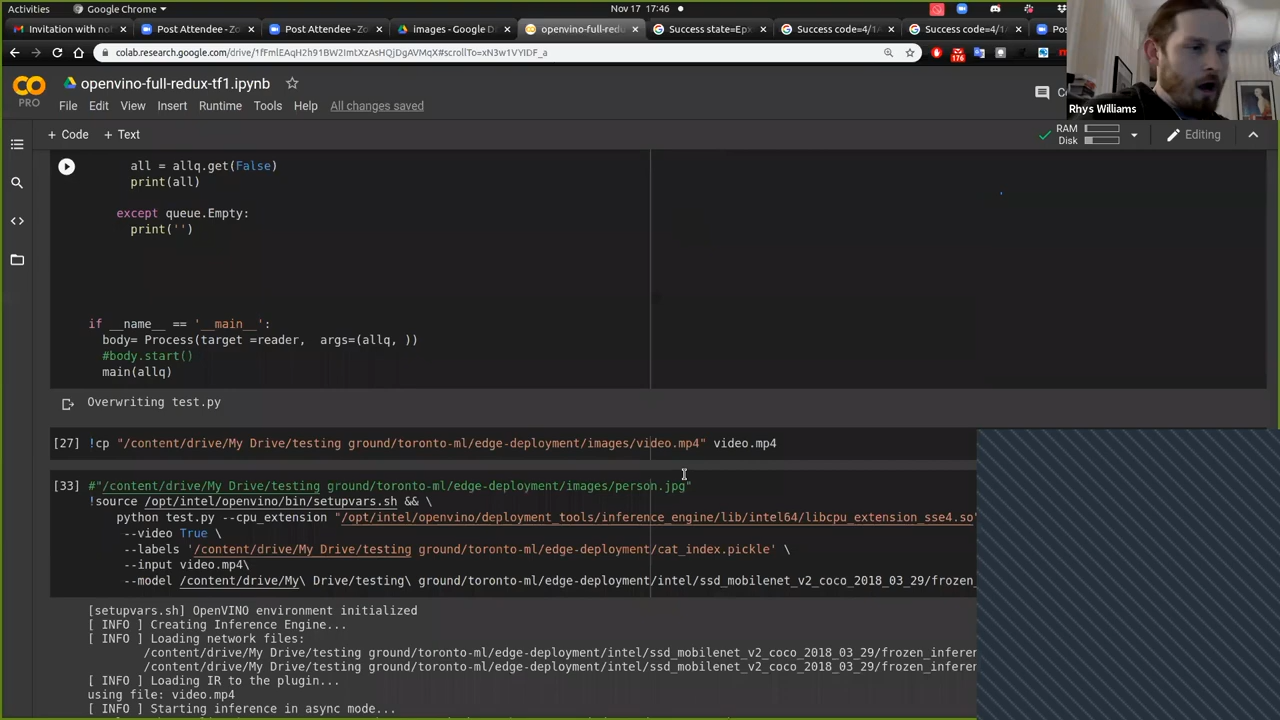 Activities
Google Chrome
Nov 17 17:46
Invitation with no
Post Attendee - Zo
Post Attendee - Zo
images - Google D
openvino-full-redu
Success state=Ep
Success code=4/1
Success code=4/1
Pos
colab.research.google.com/drive/1fFmlEAqH2h91BW2ImtXzAsHQjDgAVMqX#scrollTo=xN3w1VYIDF_a
176
Rhys Williams
PRO
openvino-full-redux-tf1.ipynb
File Edit View Insert Runtime Tools Help All changes saved
+ Code + Text
RAM
Disk
Editing
all = allq.get(False)
print(all)
except queue.Empty:
print('')
if __name__ == '__main__':
body= Process(target =reader, args=(allq, ))
#body.start()
main(allq)
Overwriting test.py
[27] !cp "/content/drive/My Drive/testing ground/toronto-ml/edge-deployment/images/video.mp4" video.mp4
[33] #"/content/drive/My Drive/testing ground/toronto-ml/edge-deployment/images/person.jpg"
!source /opt/intel/openvino/bin/setupvars.sh && \
python test.py --cpu_extension "/opt/intel/openvino/deployment_tools/inference_engine/lib/intel64/libcpu_extension_sse4.so"
--video True \
--labels '/content/drive/My Drive/testing ground/toronto-ml/edge-deployment/cat_index.pickle' \
--input video.mp4\
--model /content/drive/My\ Drive/testing\ ground/toronto-ml/edge-deployment/intel/ssd_mobilenet_v2_coco_2018_03_29/frozen_
[setupvars.sh] OpenVINO environment initialized
[ INFO ] Creating Inference Engine...
[ INFO ] Loading network files:
/content/drive/My Drive/testing ground/toronto-ml/edge-deployment/intel/ssd_mobilenet_v2_coco_2018_03_29/frozen_infere
/content/drive/My Drive/testing ground/toronto-ml/edge-deployment/intel/ssd_mobilenet_v2_coco_2018_03_29/frozen_infere
[ INFO ] Loading IR to the plugin...
using file: video.mp4
[ INFO ] Starting inference in async mode...